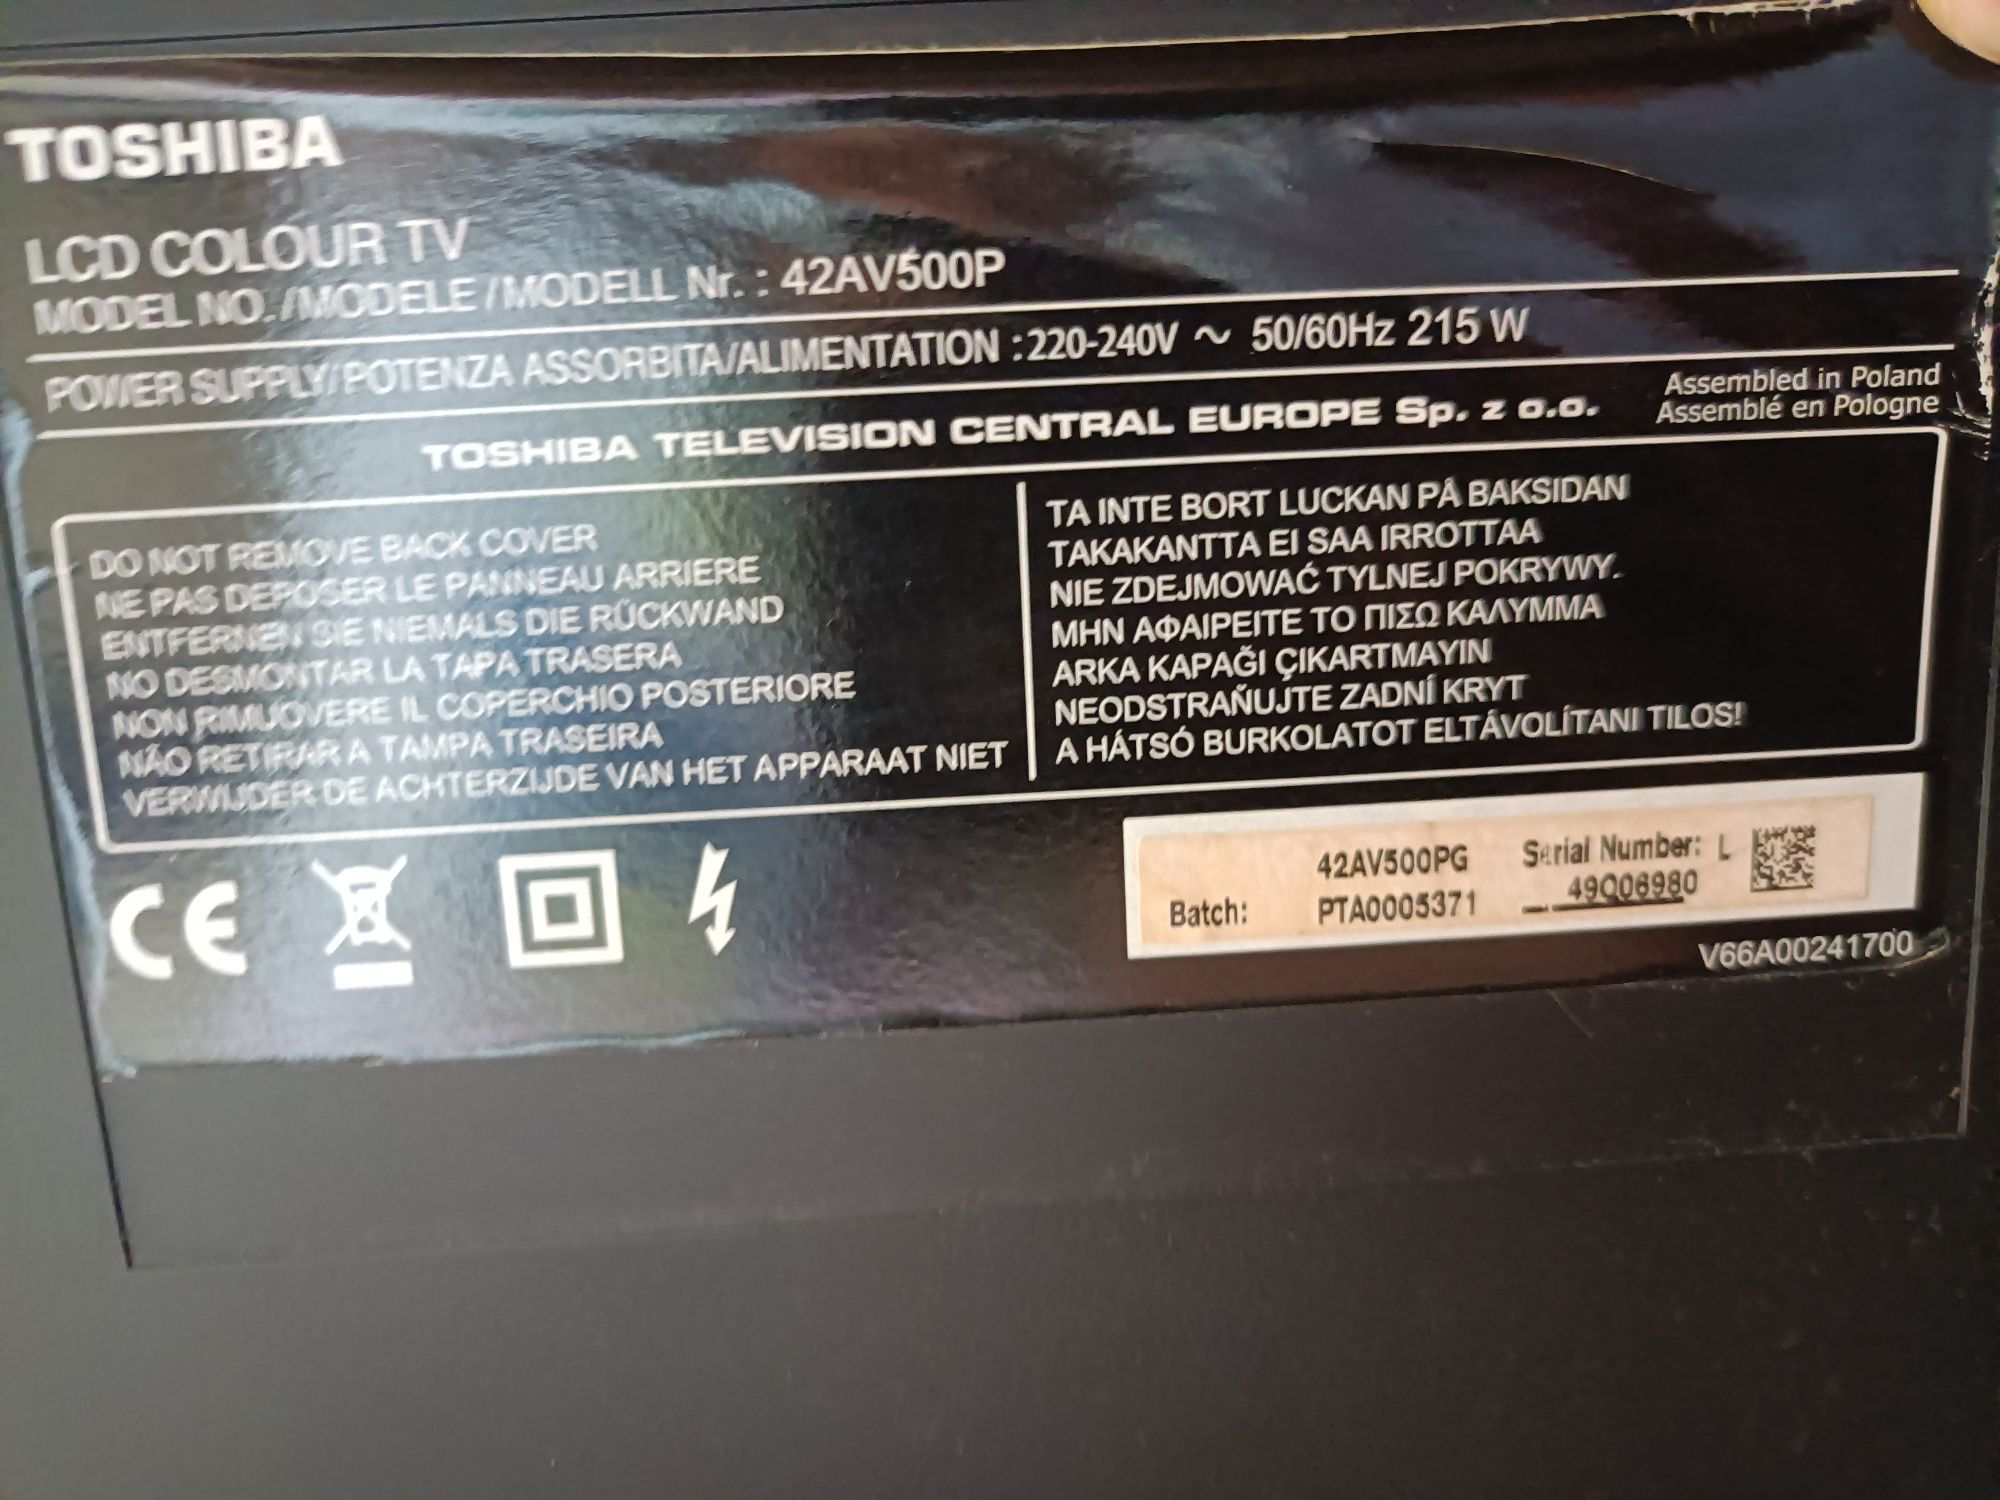 TOSHIBA
LCD COLOUR TV
MODEL NO./MODELE/MODELL Nr. : 42AV500P
POWER SUPPLY/POTENZA ASSORBITA/ALIMENTATION : 220-240V ~ 50/60Hz 215 W
TOSHIBA TELEVISION CENTRAL EUROPE Sp. z o.o.
Assembled in Poland
Assemblé en Pologne
DO NOT REMOVE BACK COVER
NE PAS DEPOSER LE PANNEAU ARRIERE
ENTFERNEN SIE NIEMALS DIE RÜCKWAND
NO DESMONTAR LA TAPA TRASERA
NON RIMUOVERE IL COPERCHIO POSTERIORE
NÃO RETIRAR A TAMPA TRASEIRA
VERWIJDER DE ACHTERZIJDE VAN HET APPARAAT NIET
TA INTE BORT LUCKAN PÅ BAKSIDAN
TAKAKANTTA EI SAA IRROTTAA
NIE ZDEJMOWAĆ TYLNEJ POKRYWY.
ΜΗΝ ΑΦΑΙΡΕΙΤΕ ΤΟ ΠΙΣΩ ΚΑΛΥΜΜΑ
ARKA KAPAĞI ÇIKARTMAYIN
NEODSTRAŇUJTE ZADNÍ KRYT
A HÁTSÓ BURKOLATOT ELTÁVOLÍTANI TILOS!
CE
42AV500PG Serial Number: L
Batch: PTA0005371 49Q06980
V66A00241700